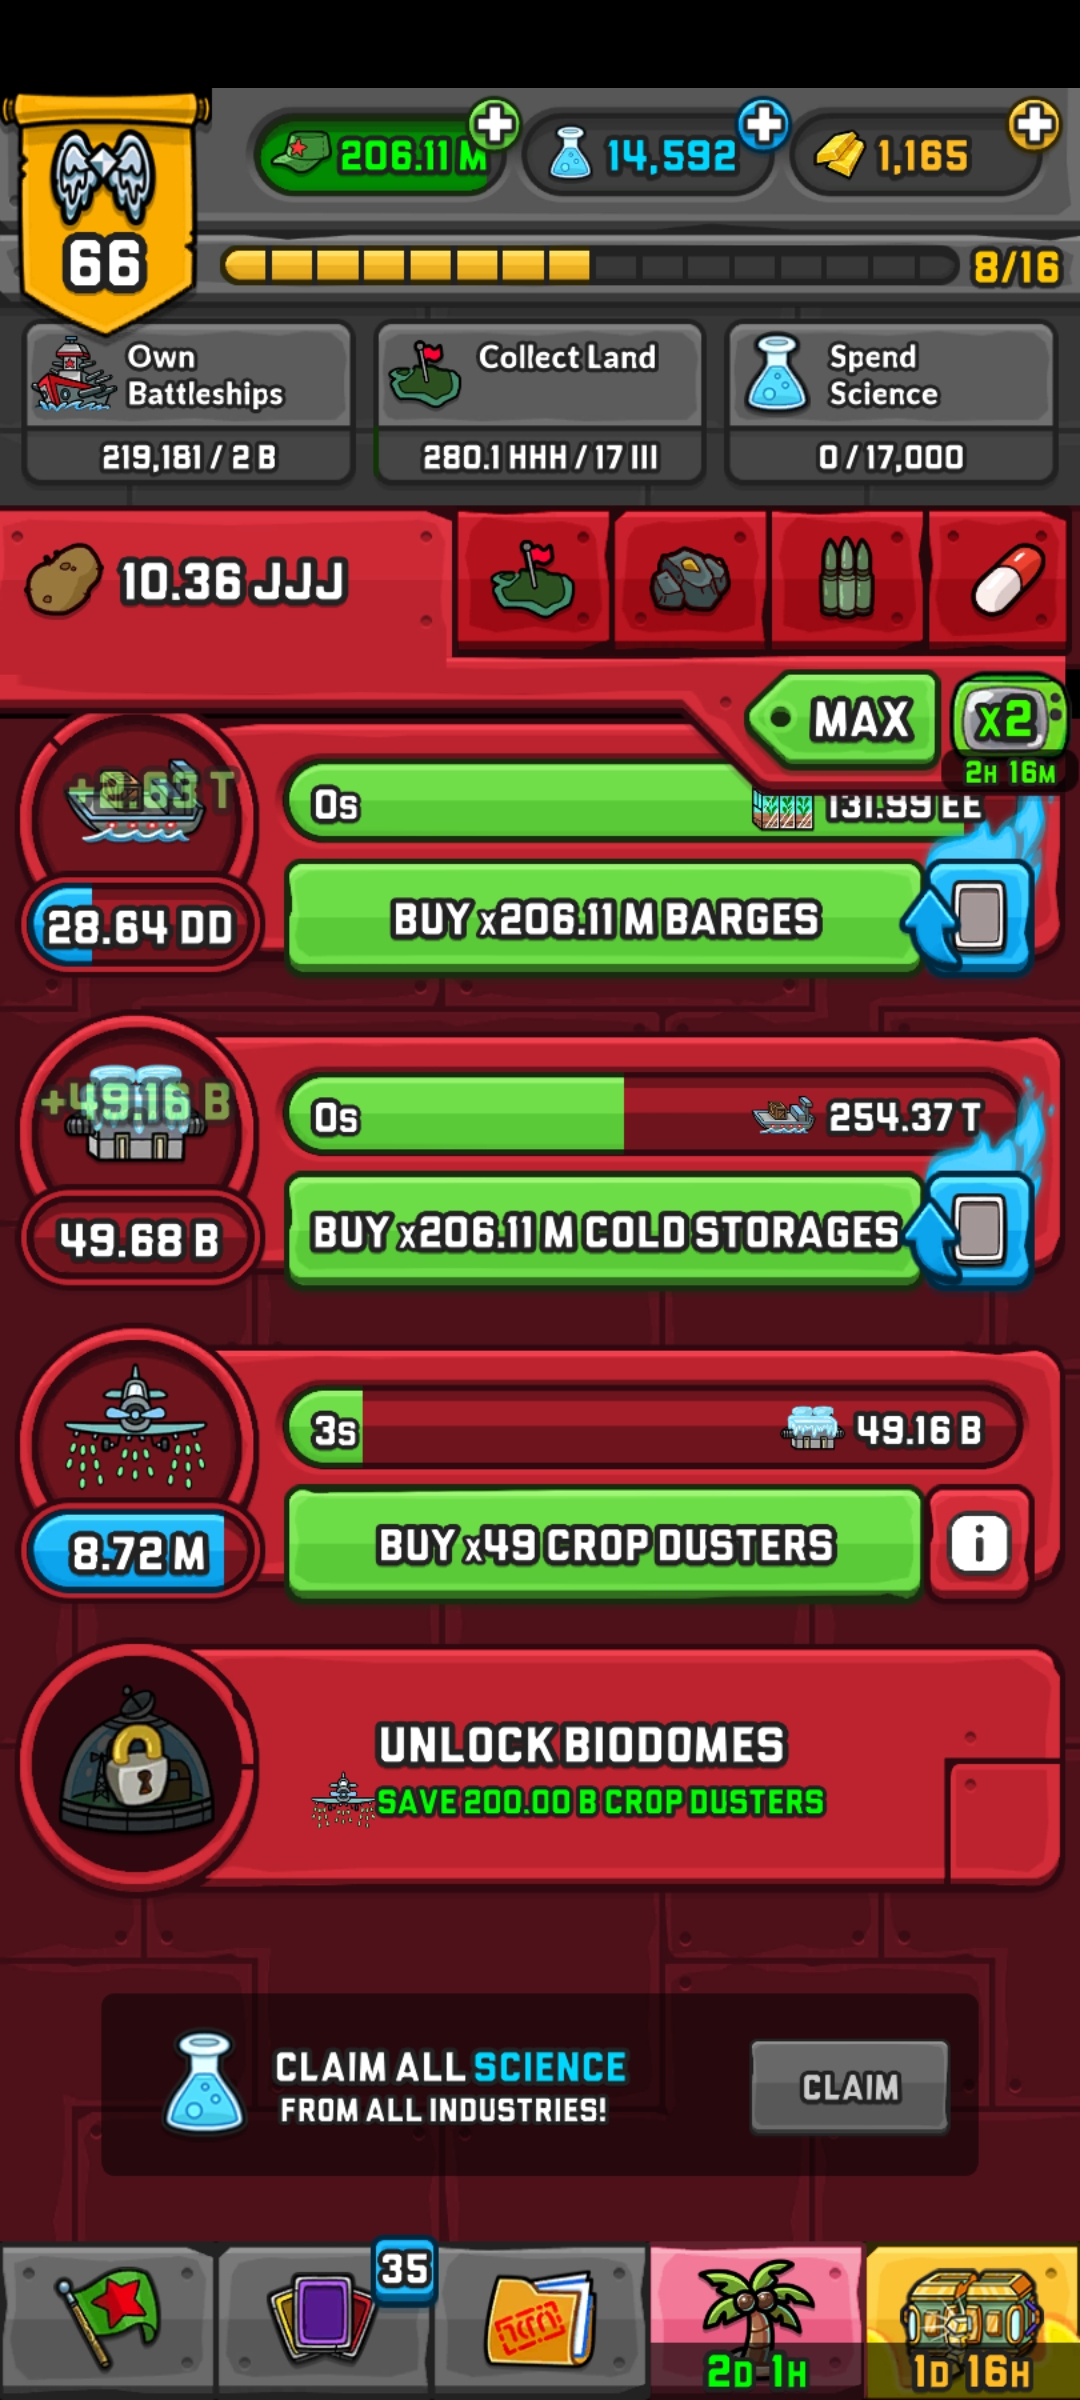 206.11 M
14,592
1,165
66
8/16
Own
Battleships
219,181 / 2 B
Collect Land
280.1 HHH / 17 III
Spend
Science
0 / 17,000
10.36 JJJ
MAX
x2
2H 16M
+2.63 T
0s
131.99 EE
28.64 DD
BUY x206.11 M BARGES
+49.16 B
0s
254.37 T
49.68 B
BUY x206.11 M COLD STORAGES
3s
49.16 B
8.72 M
BUY x49 CROP DUSTERS
i
UNLOCK BIODOMES
SAVE 200.00 B CROP DUSTERS
CLAIM ALL SCIENCE
FROM ALL INDUSTRIES!
CLAIM
35
2D 1H
1D 16H